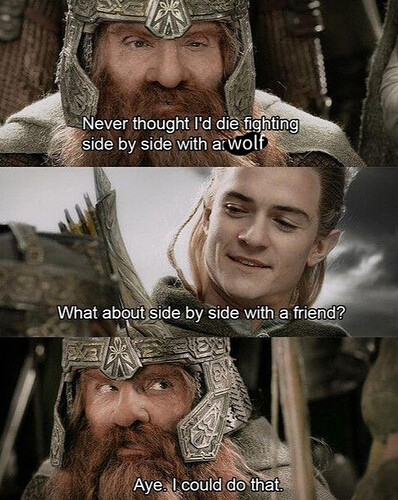 Never thought I'd die fighting
side by side with a wolf
What about side by side with a friend?
Aye. I could do that.